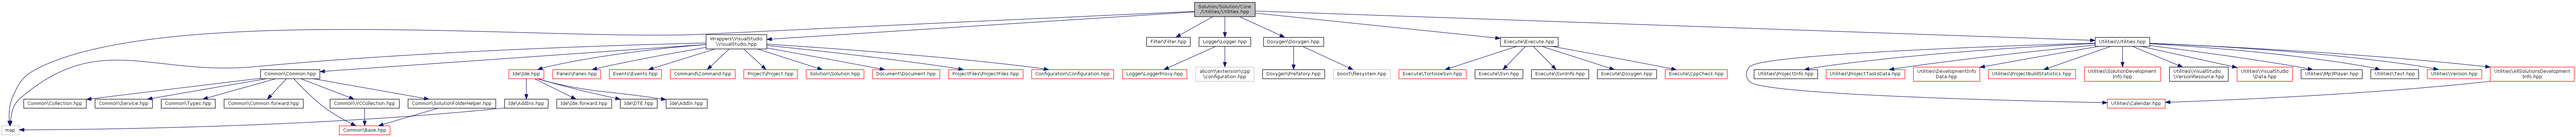 Solution/Solution/Core
/Utilities/Utilities.hpp
Wrappers\VisualStudio
\VisualStudio.hpp
Filter\Filter.hpp
Logger\Logger.hpp
Doxygen\Doxygen.hpp
Execute\Execute.hpp
Utilities\Utilities.hpp
Common\Common.hpp
Ide\Ide.hpp
Panes\Panes.hpp
Events\Events.hpp
Command\Command.hpp
Project\Project.hpp
Solution\Solution.hpp
Document\Document.hpp
ProjectFiles\ProjectFiles.hpp
Configuration\Configuration.hpp
Logger\LoggerProxy.hpp
allcorrl\extension\cpp
\configuration.hpp
Doxygen\Prefatory.hpp
boost\filesystem.hpp
Execute\TortoiseSvn.hpp
Execute\Svn.hpp
Execute\SvnInfo.hpp
Execute\Doxygen.hpp
Execute\CppCheck.hpp
Utilities\ProjectInfo.hpp
Utilities\ProjectTasksData.hpp
Utilities\DevelopmentInfo
Data.hpp
Utilities\ProjectBuildStatistics.hpp
Utilities\SolutionDevelopment
Info.hpp
Utilities\VisualStudio
\VersionResource.hpp
Utilities\VisualStudio
\Data.hpp
Utilities\Mp3Player.hpp
Utilities\Text.hpp
Utilities\Version.hpp
Utilities\AllSolutionsDevelopment
Info.hpp
Common\Collection.hpp
Common\Service.hpp
Common\Types.hpp
Common\Common.forward.hpp
Common\VCCollection.hpp
Common\SolutionFolderHelper.hpp
Ide\AddIns.hpp
Ide\Ide.forward.hpp
Ide\DTE.hpp
Ide\AddIn.hpp
Utilities\Calendar.hpp
map
Common\Base.hpp